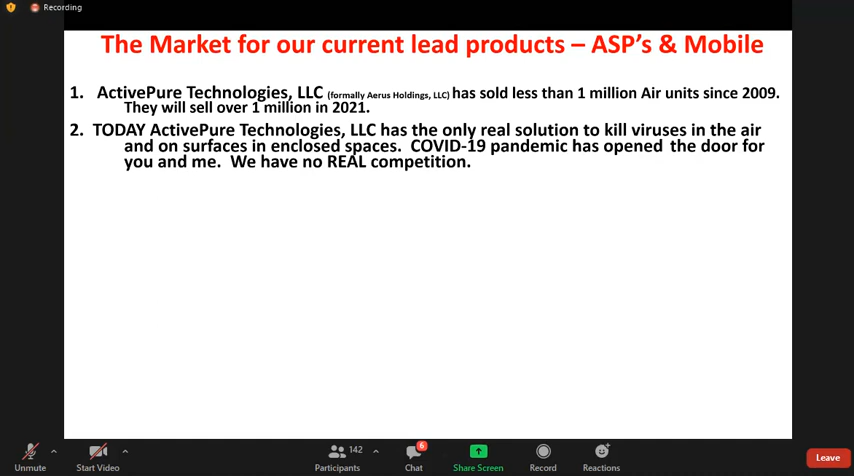 Recording
The Market for our current lead products – ASP's & Mobile
1. ActivePure Technologies, LLC (formally Aerus Holdings, LLC) has sold less than 1 million Air units since 2009.
They will sell over 1 million in 2021.
2. TODAY ActivePure Technologies, LLC has the only real solution to kill viruses in the air
and on surfaces in enclosed spaces. COVID-19 pandemic has opened the door for
you and me. We have no REAL competition.
142
6
Unmute
Start Video
Participants
Chat
Share Screen
Record
Reactions
Leave